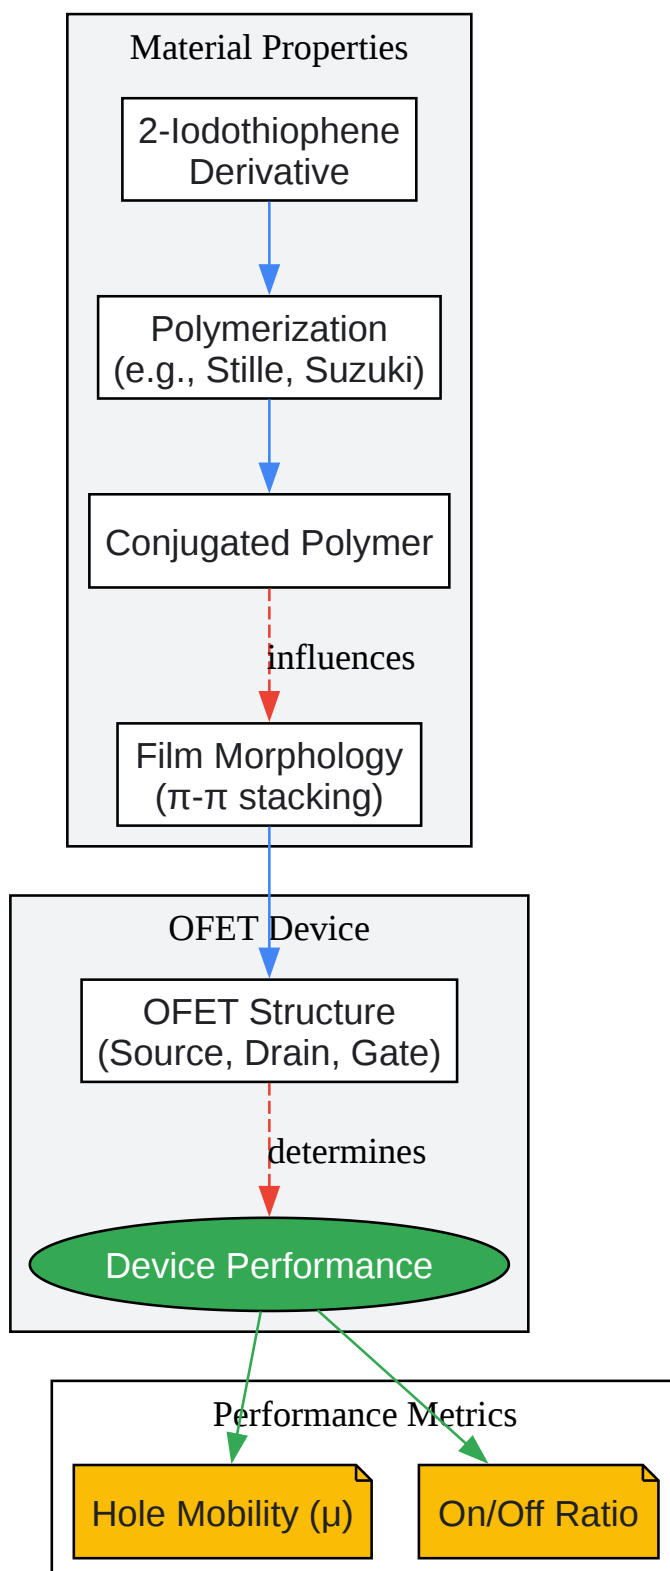 Material Properties
2-Iodothiophene
Derivative
Polymerization
(e.g., Stille, Suzuki)
Conjugated Polymer
influences
Film Morphology
(π-π stacking)
OFET Device
OFET Structure
(Source, Drain, Gate)
determines
Device Performance
Performance Metrics
Hole Mobility (μ)
On/Off Ratio